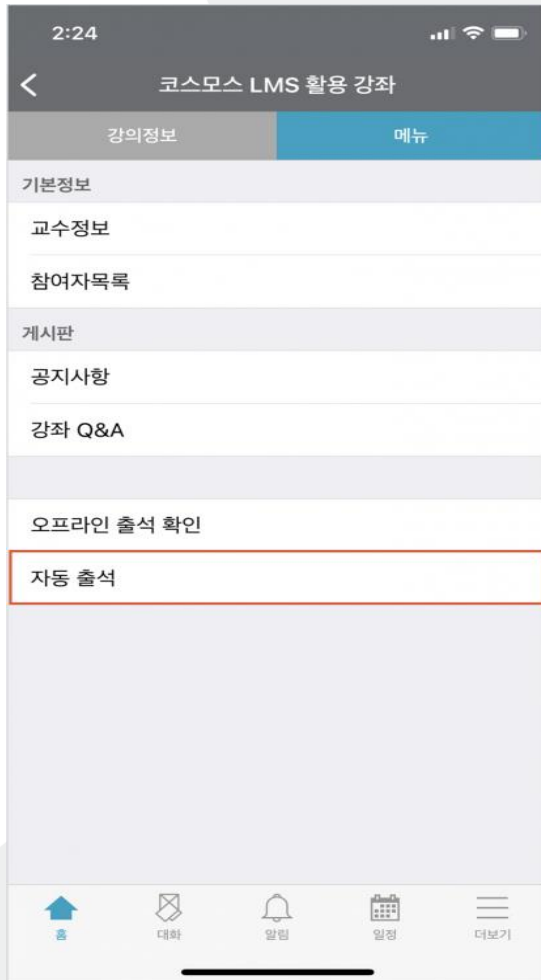 2:24
코스모스 LMS 활용 강좌
강의정보 메뉴
기본정보
교수정보
참여자목록
게시판
공지사항
강좌 Q&A
오프라인 출석 확인
자동 출석
홈 대화 알림 일정 더보기